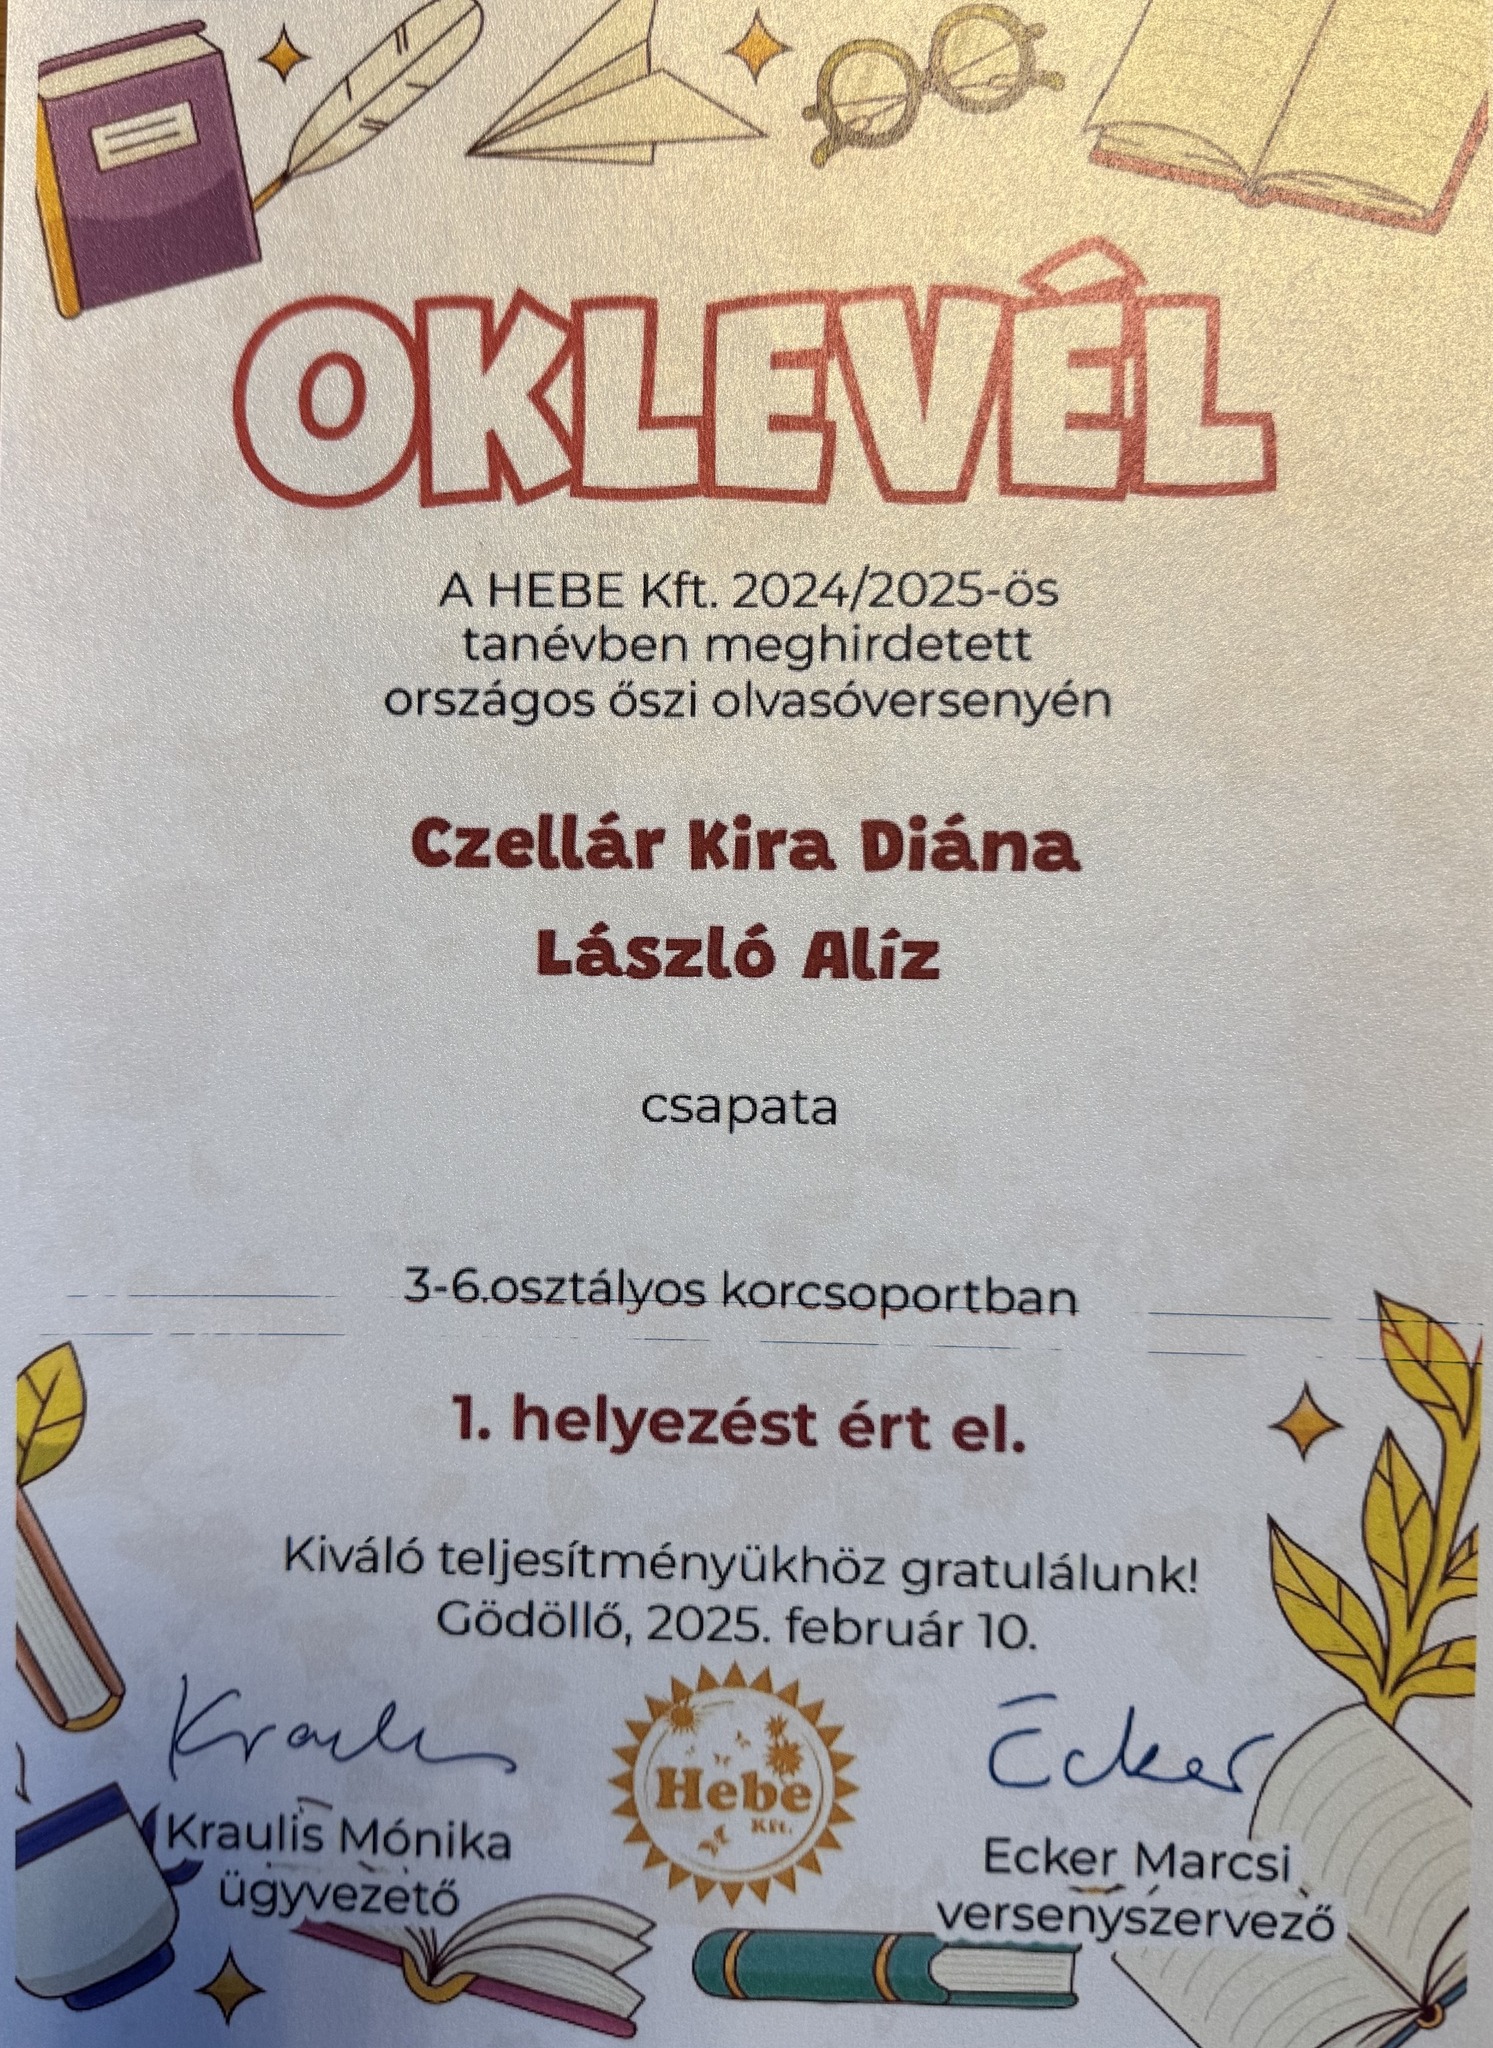 OKLEVÉL
A HEBE Kft. 2024/2025-ös
tanévben meghirdetett
országos őszi olvasóversenyén
Czellár Kira Diána
László Alíz
csapata
3-6.osztályos korcsoportban
1. helyezést ért el.
Kiváló teljesítményükhöz gratulálunk!
Gödöllő, 2025. február 10.
Kraulis
Ecker
Hebe
Kft.
Kraulis Mónika
ügyvezető
Ecker Marcsi
versenyszervező